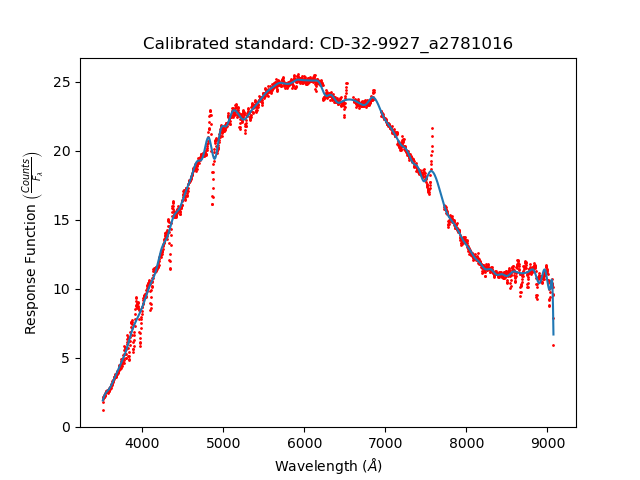 Calibrated standard: CD-32-9927_a2781016
25
20
15
10
5
0
Response Function (Counts/Fλ)
4000 5000 6000 7000 8000 9000
Wavelength (Å)